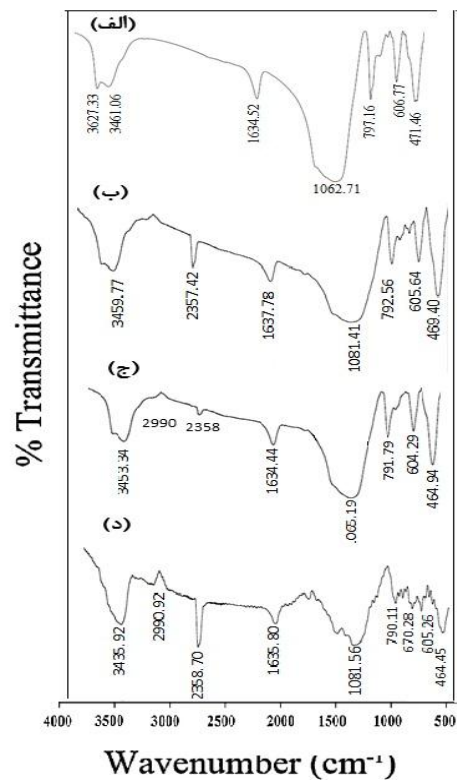 (الف)
3627.33 3461.06 1634.52 1062.71 797.16 606.77 471.46
(ب)
3459.77 2357.42 1637.78 1081.41 792.56 605.64 469.40
(ج)
3453.34 2990 2358 1634.44 1065.19 791.79 604.29 464.94
(د)
3435.92 2990.92 2358.70 1635.80 1081.56 790.11 670.28 605.26 464.45
% Transmittance
4000 3500 3000 2500 2000 1500 1000 500
Wavenumber (cm⁻¹)